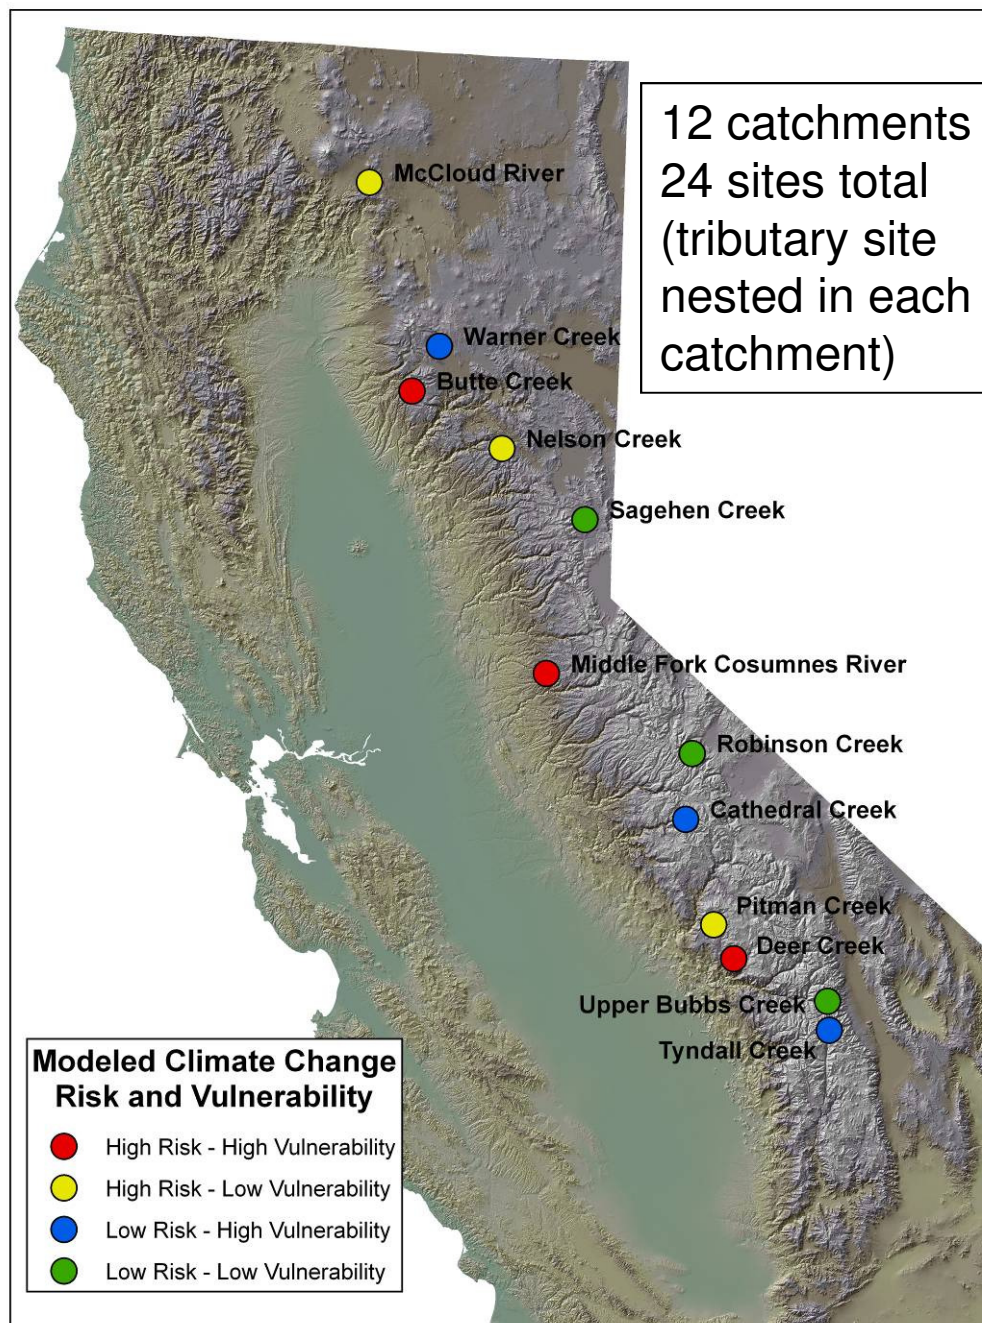 12 catchments
24 sites total
(tributary site
nested in each
catchment)
McCloud River
Warner Creek
Butte Creek
Nelson Creek
Sagehen Creek
Middle Fork Cosumnes River
Robinson Creek
Cathedral Creek
Pitman Creek
Deer Creek
Upper Bubbs Creek
Tyndall Creek
Modeled Climate Change
Risk and Vulnerability
High Risk - High Vulnerability
High Risk - Low Vulnerability
Low Risk - High Vulnerability
Low Risk - Low Vulnerability